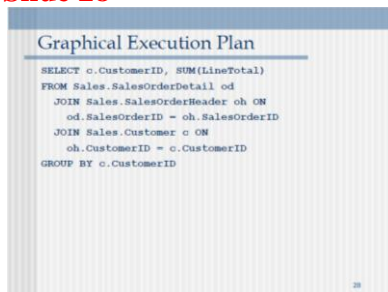 Graphical Execution Plan
SELECT c.CustomerID, SUM(LineTotal)
FROM Sales.SalesOrderDetail od
JOIN Sales.SalesOrderHeader oh ON
od.SalesOrderID = oh.SalesOrderID
JOIN Sales.Customer c ON
oh.CustomerID = c.CustomerID
GROUP BY c.CustomerID